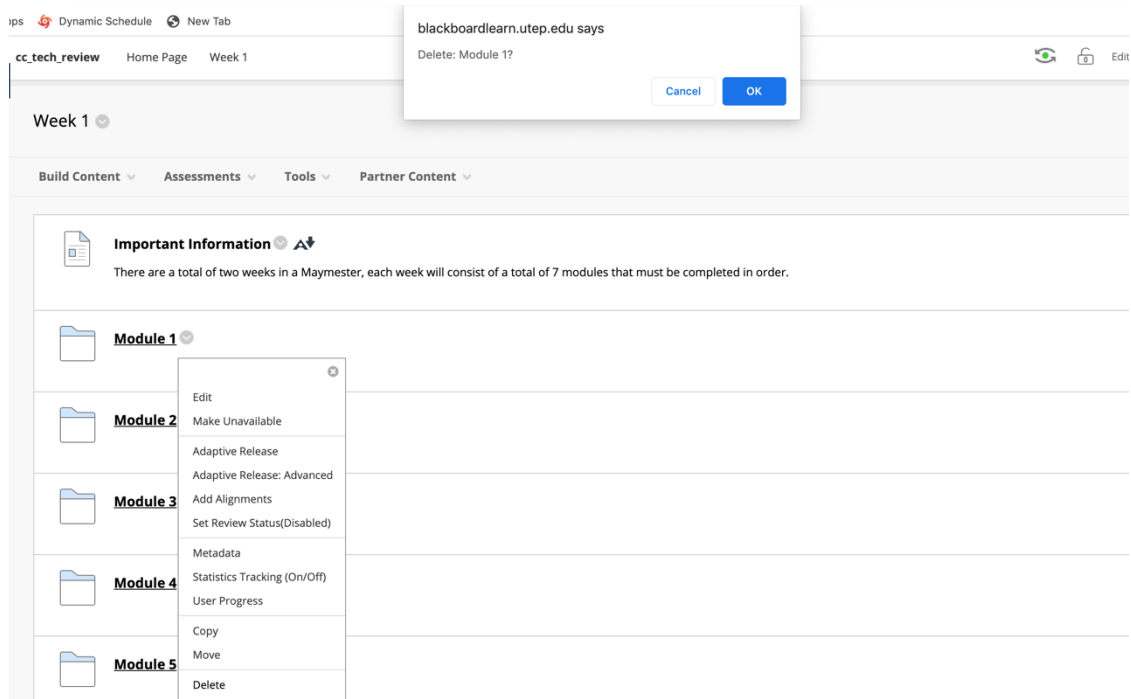 ops Dynamic Schedule New Tab
blackboardlearn.utep.edu says
Delete: Module 1?
Cancel OK
cc_tech_review Home Page Week 1
0 Edit
Week 1
Build Content Assessments Tools Partner Content
Important Information
There are a total of two weeks in a Maymester, each week will consist of a total of 7 modules that must be completed in order.
Module 1
Edit
Make Unavailable
Adaptive Release
Adaptive Release: Advanced
Add Alignments
Set Review Status(Disabled)
Metadata
Statistics Tracking (On/Off)
User Progress
Copy
Move
Delete
Module 2
Module 3
Module 4
Module 5